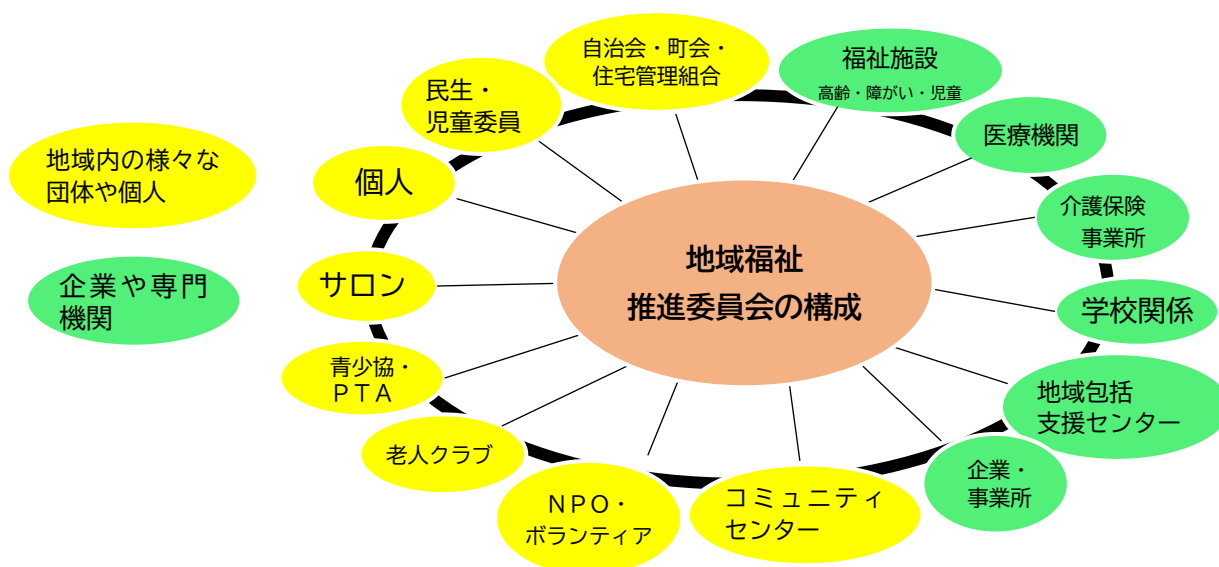 地域内の様々な
団体や個人
企業や専門
機関
地域福祉
推進委員会の構成
自治会・町会・
住宅管理組合
福祉施設
高齢・障がい・児童
医療機関
介護保険
事業所
学校関係
地域包括
支援センター
企業・
事業所
コミュニティ
センター
ＮＰＯ・
ボランティア
老人クラブ
青少協・
ＰＴＡ
サロン
個人
民生・
児童委員